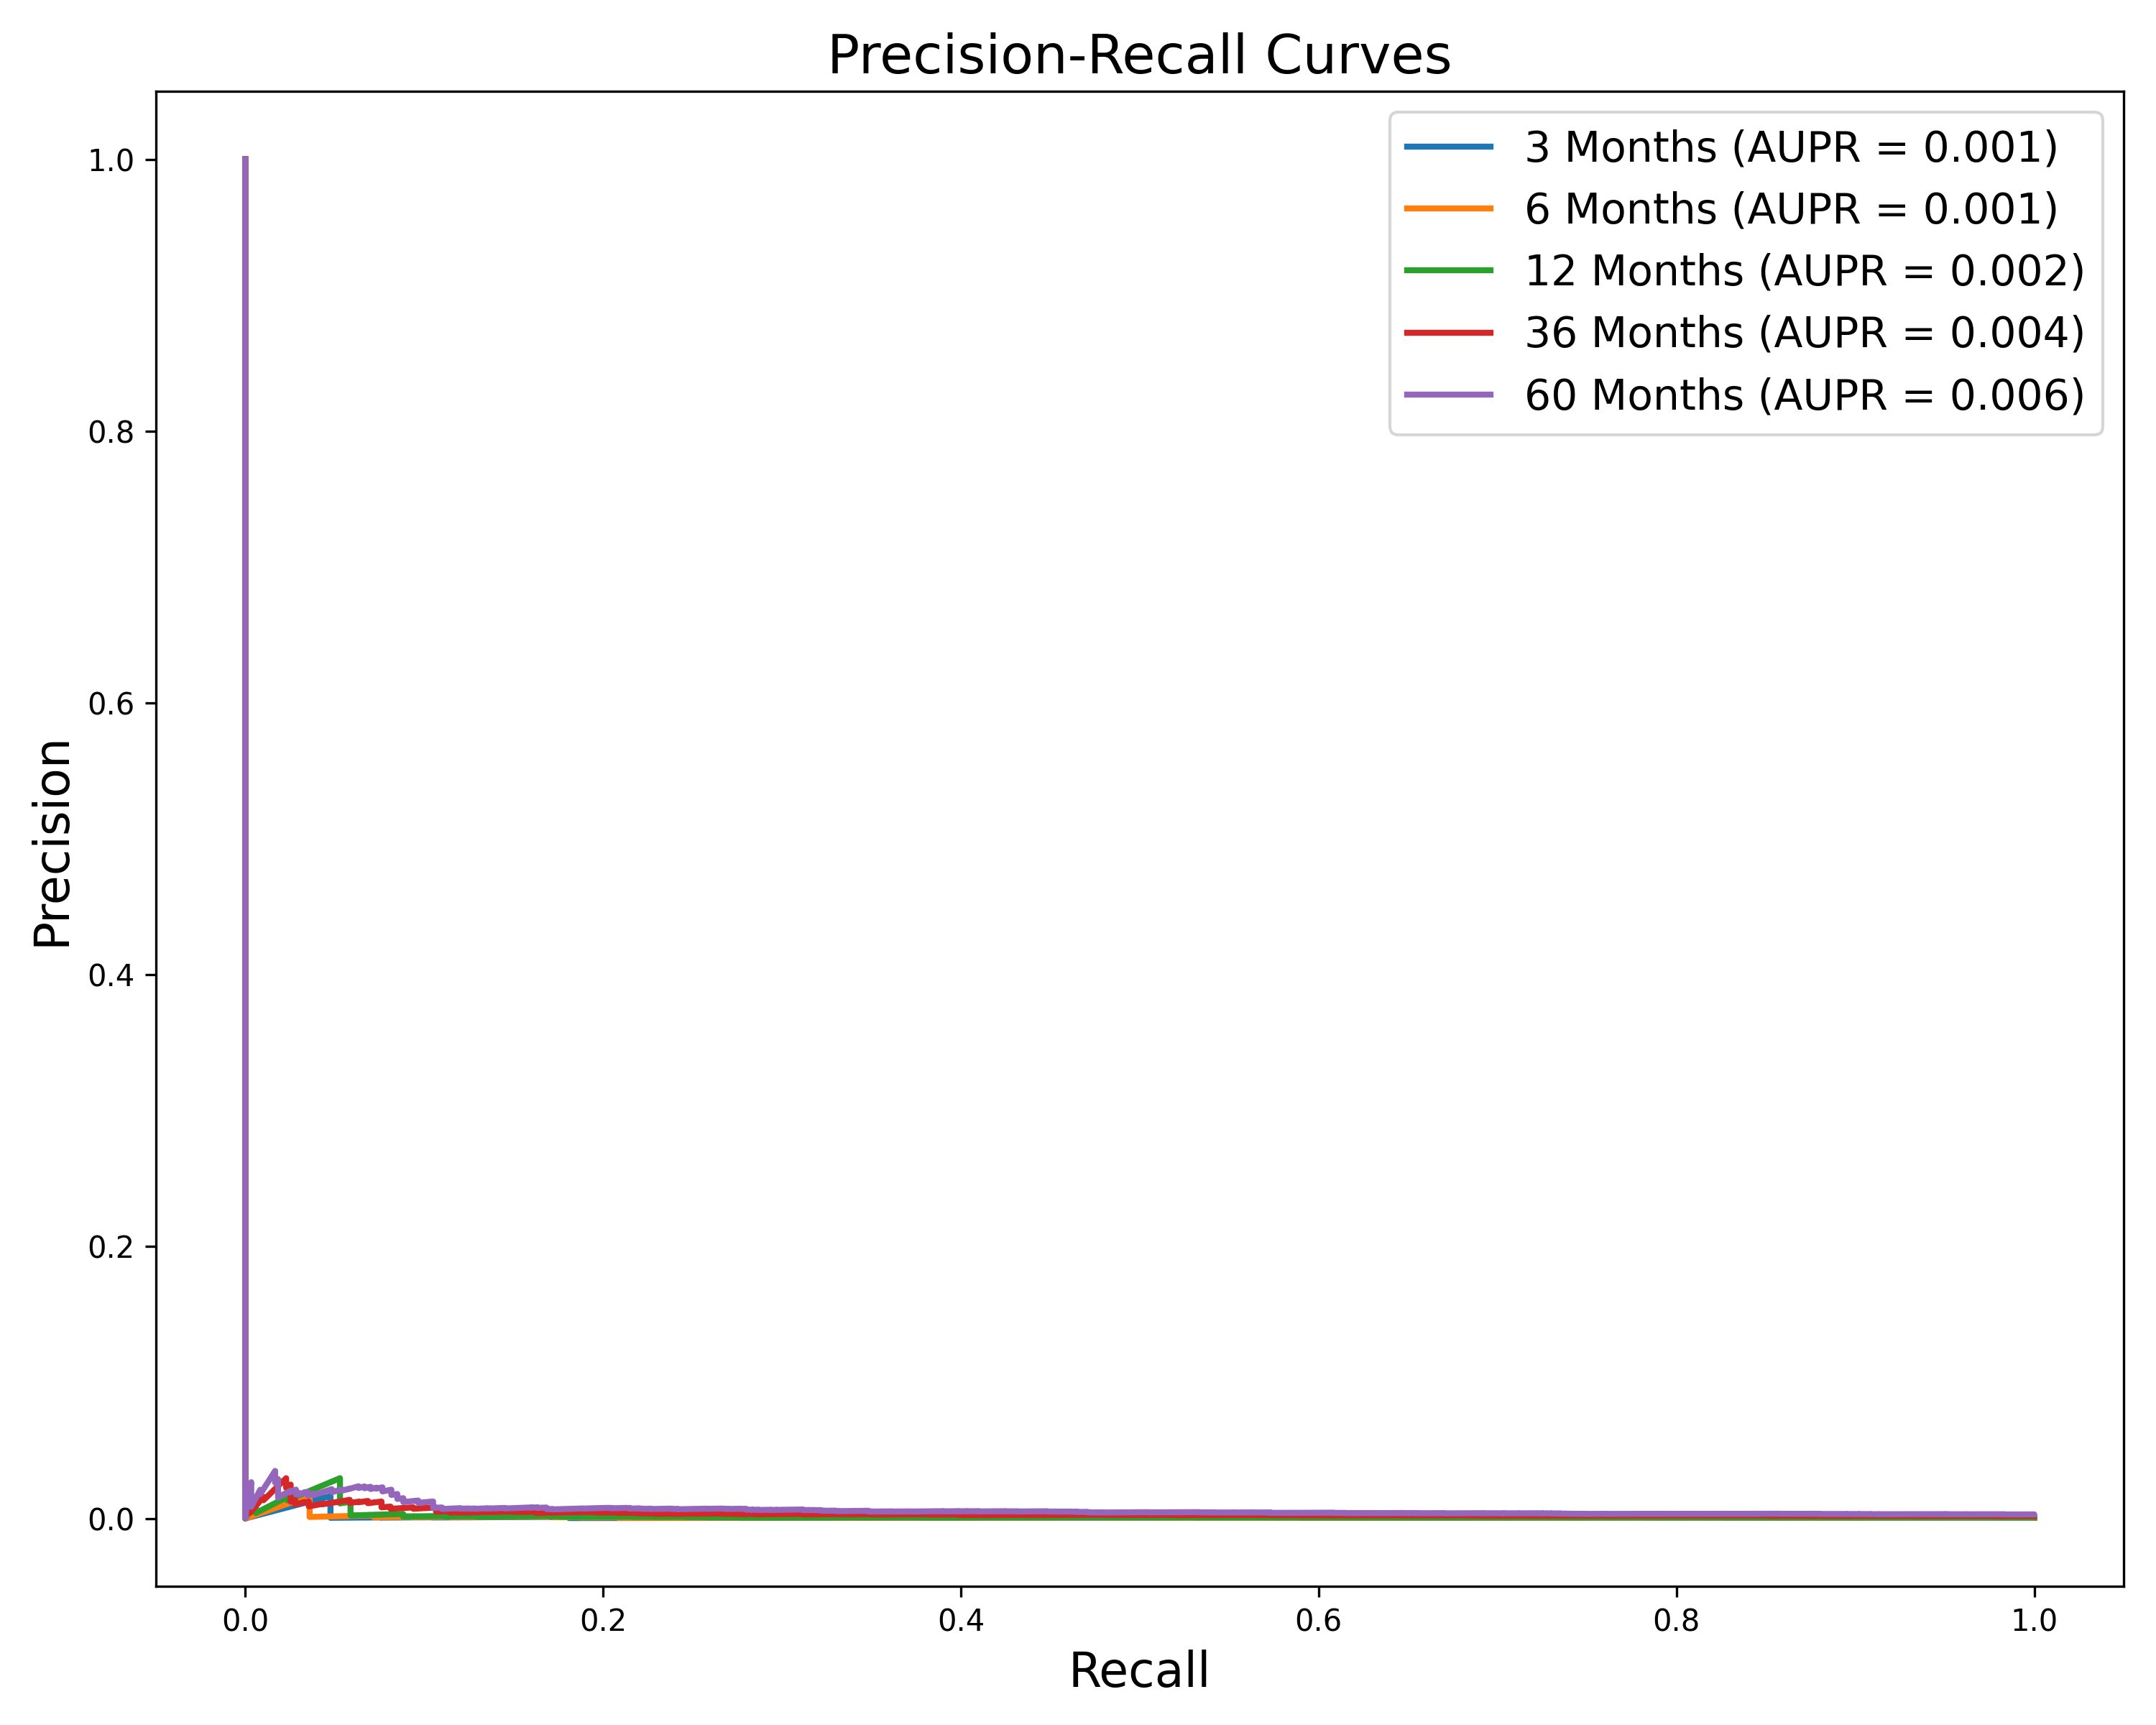 Precision-Recall Curves
3 Months (AUPR = 0.001)
6 Months (AUPR = 0.001)
12 Months (AUPR = 0.002)
36 Months (AUPR = 0.004)
60 Months (AUPR = 0.006)
Precision
1.0
0.8
0.6
0.4
0.2
0.0
0.0 0.2 0.4 0.6 0.8 1.0
Recall